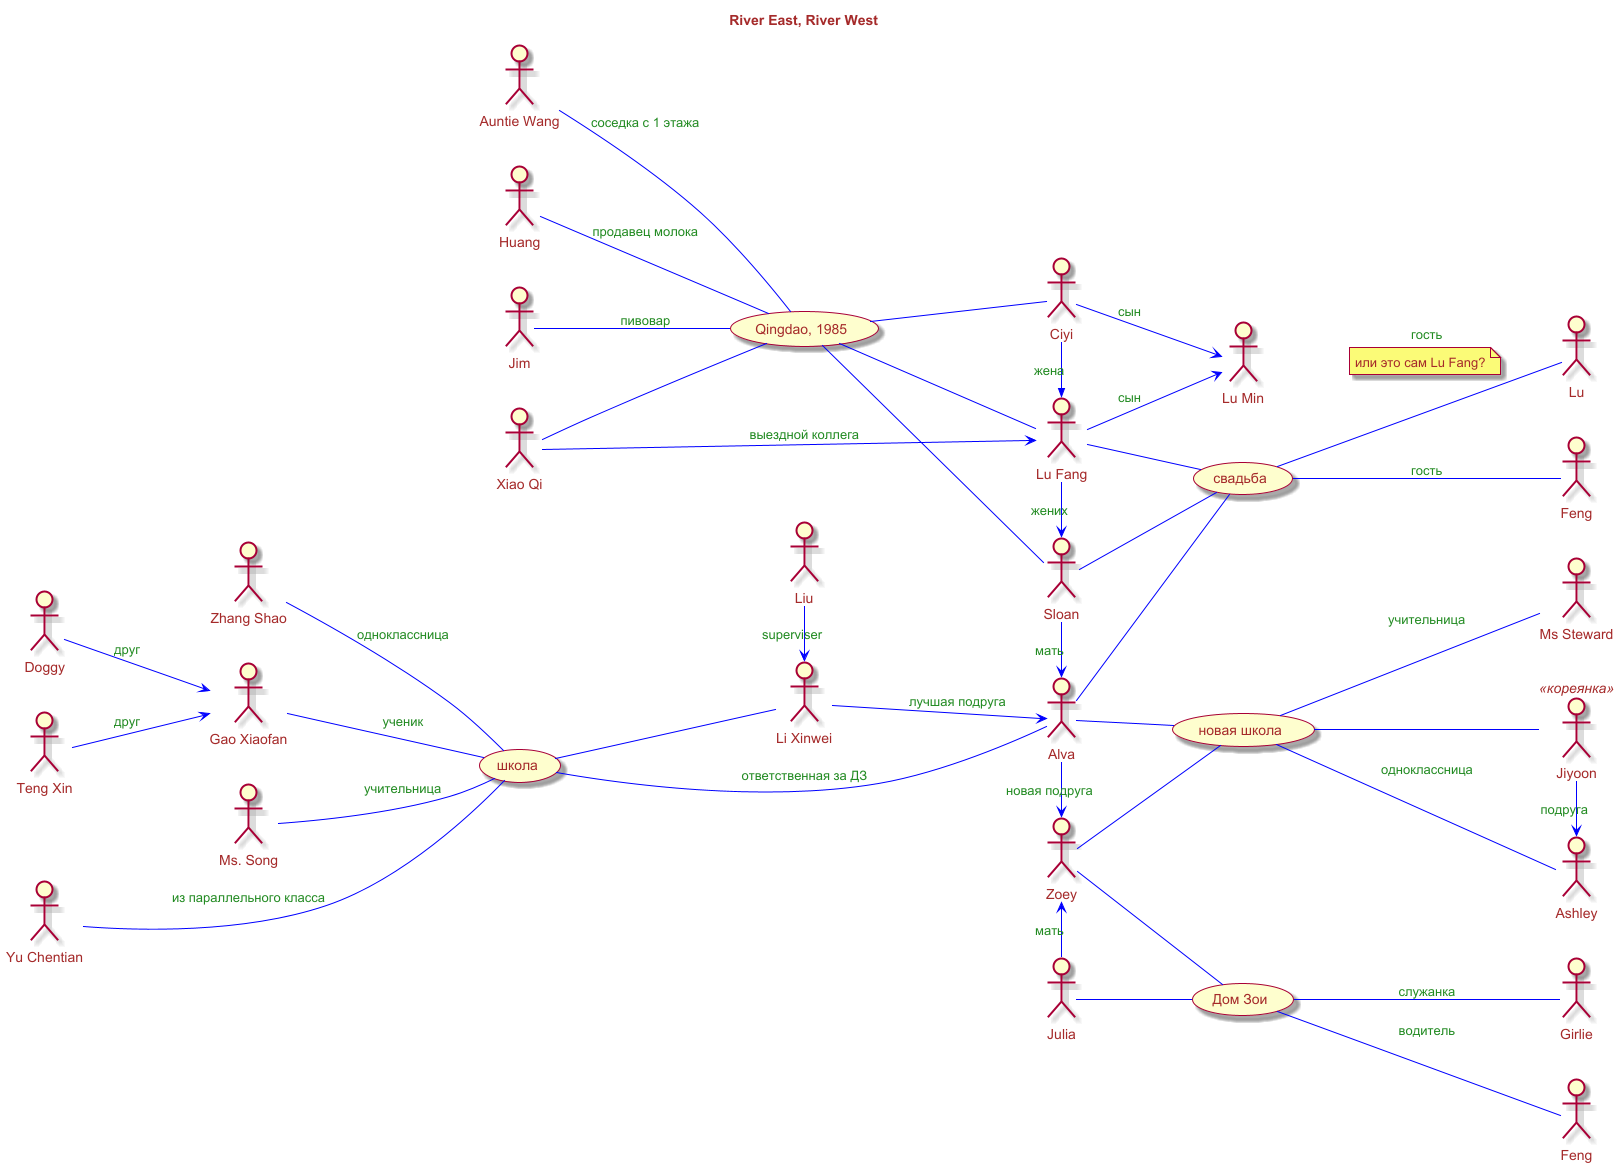 River East, River West
Auntie Wang
соседка с 1 этажа
Huang
продавец молока
Jim
пивовар
Qingdao, 1985
Xiao Qi
выездной коллега
Ciyi
сын
жена
Lu Min
Lu Fang
сын
гость
или это сам Lu Fang?
Lu
свадьба
гость
Feng
жених
Sloan
мать
Liu
superviser
Li Xinwei
лучшая подруга
Zhang Shao
одноклассница
Doggy
друг
Gao Xiaofan
ученик
Teng Xin
друг
школа
Ms. Song
учительница
ответственная за ДЗ
Yu Chentian
из параллельного класса
Alva
новая подруга
новая школа
учительница
Ms Steward
«кореянка»
Jiyoon
одноклассница
подруга
Ashley
Zoey
мать
Julia
Дом Зои
служанка
Girlie
водитель
Feng